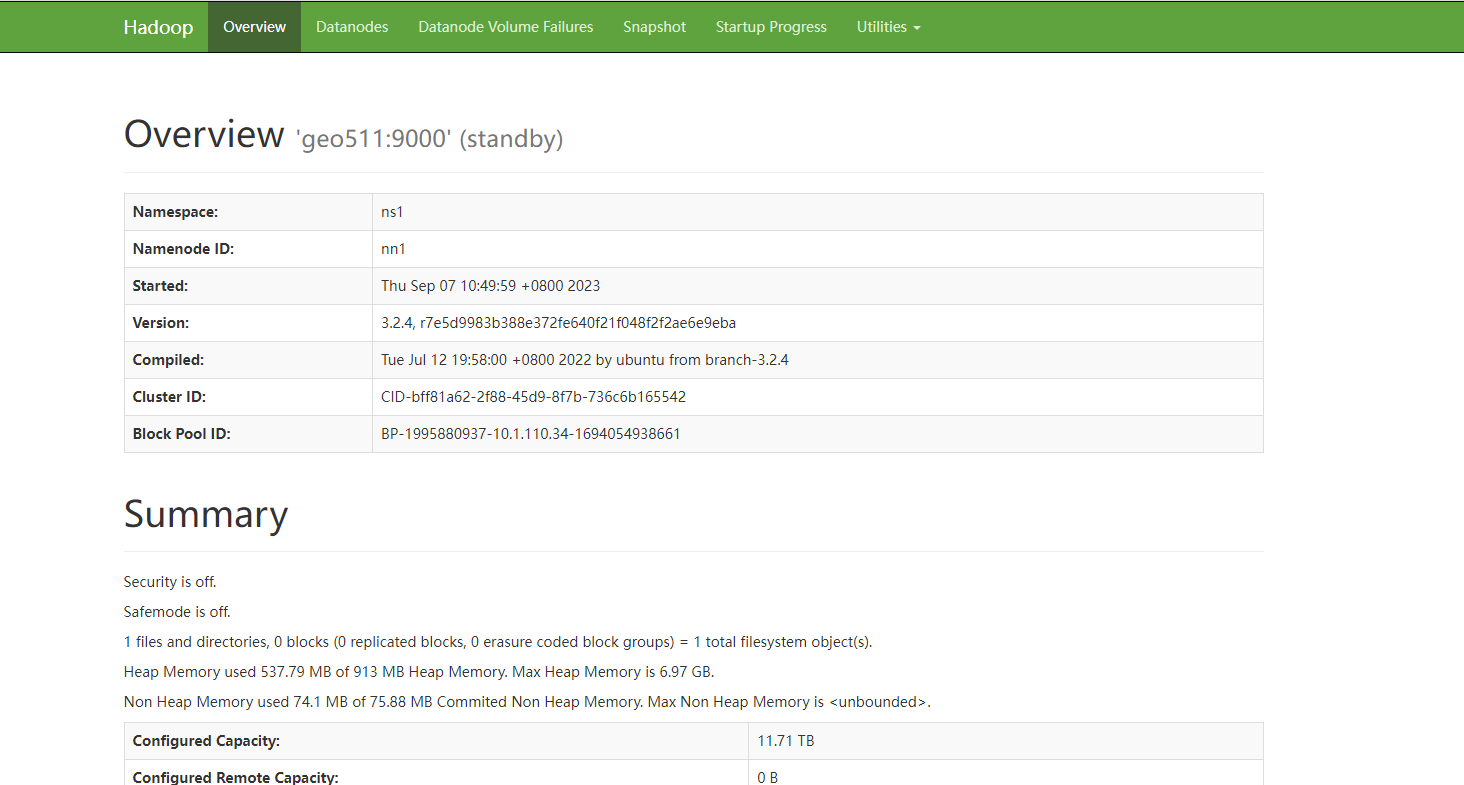 Hadoop Overview Datanodes Datanode Volume Failures Snapshot Startup Progress Utilities
Overview 'geo511:9000' (standby)
Namespace: ns1
Namenode ID: nn1
Started: Thu Sep 07 10:49:59 +0800 2023
Version: 3.2.4, r7e5d9983b388e372fe640f21f048f2f2ae6e9eba
Compiled: Tue Jul 12 19:58:00 +0800 2022 by ubuntu from branch-3.2.4
Cluster ID: CID-bff81a62-2f88-45d9-8f7b-736c6b165542
Block Pool ID: BP-1995880937-10.1.110.34-1694054938661
Summary
Security is off.
Safemode is off.
1 files and directories, 0 blocks (0 replicated blocks, 0 erasure coded block groups) = 1 total filesystem object(s).
Heap Memory used 537.79 MB of 913 MB Heap Memory. Max Heap Memory is 6.97 GB.
Non Heap Memory used 74.1 MB of 75.88 MB Commited Non Heap Memory. Max Non Heap Memory is <unbounded>.
Configured Capacity: 11.71 TB
Configured Remote Capacity: 0 B